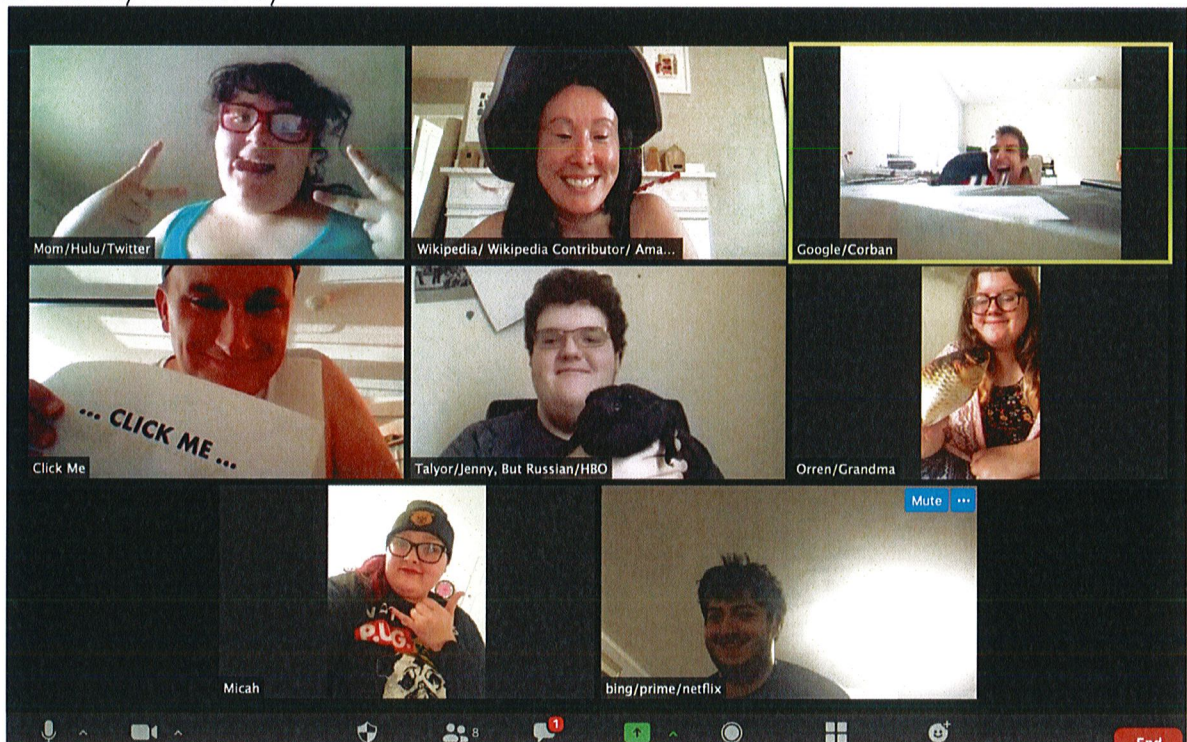 Mom/Hulu/Twitter
Wikipedia/ Wikipedia Contributor/ Ama...
Google/Corban
... CLICK ME ...
Click Me
Talyor/Jenny, But Russian/HBO
Orren/Grandma
Mute ...
P.U.G.
Micah
bing/prime/netflix
8
1
End